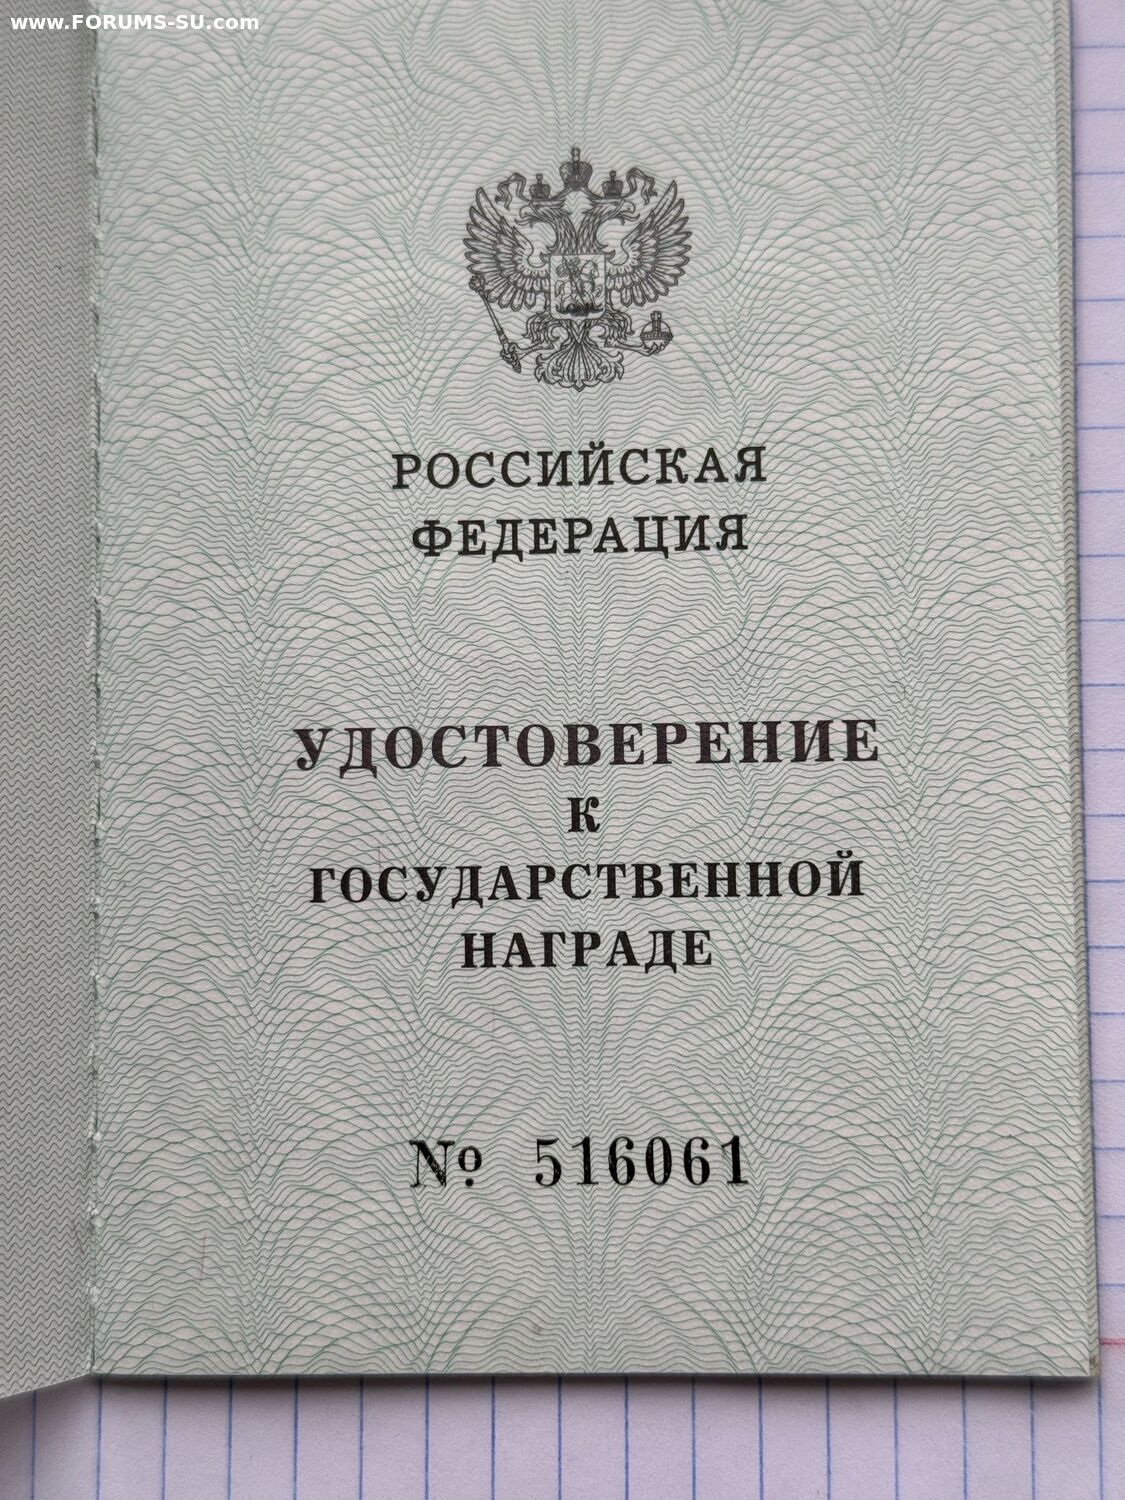 www.FORUMS-SU.com
РОССИЙСКАЯ
ФЕДЕРАЦИЯ
УДОСТОВЕРЕНИЕ
К
ГОСУДАРСТВЕННОЙ
НАГРАДЕ
№ 516061